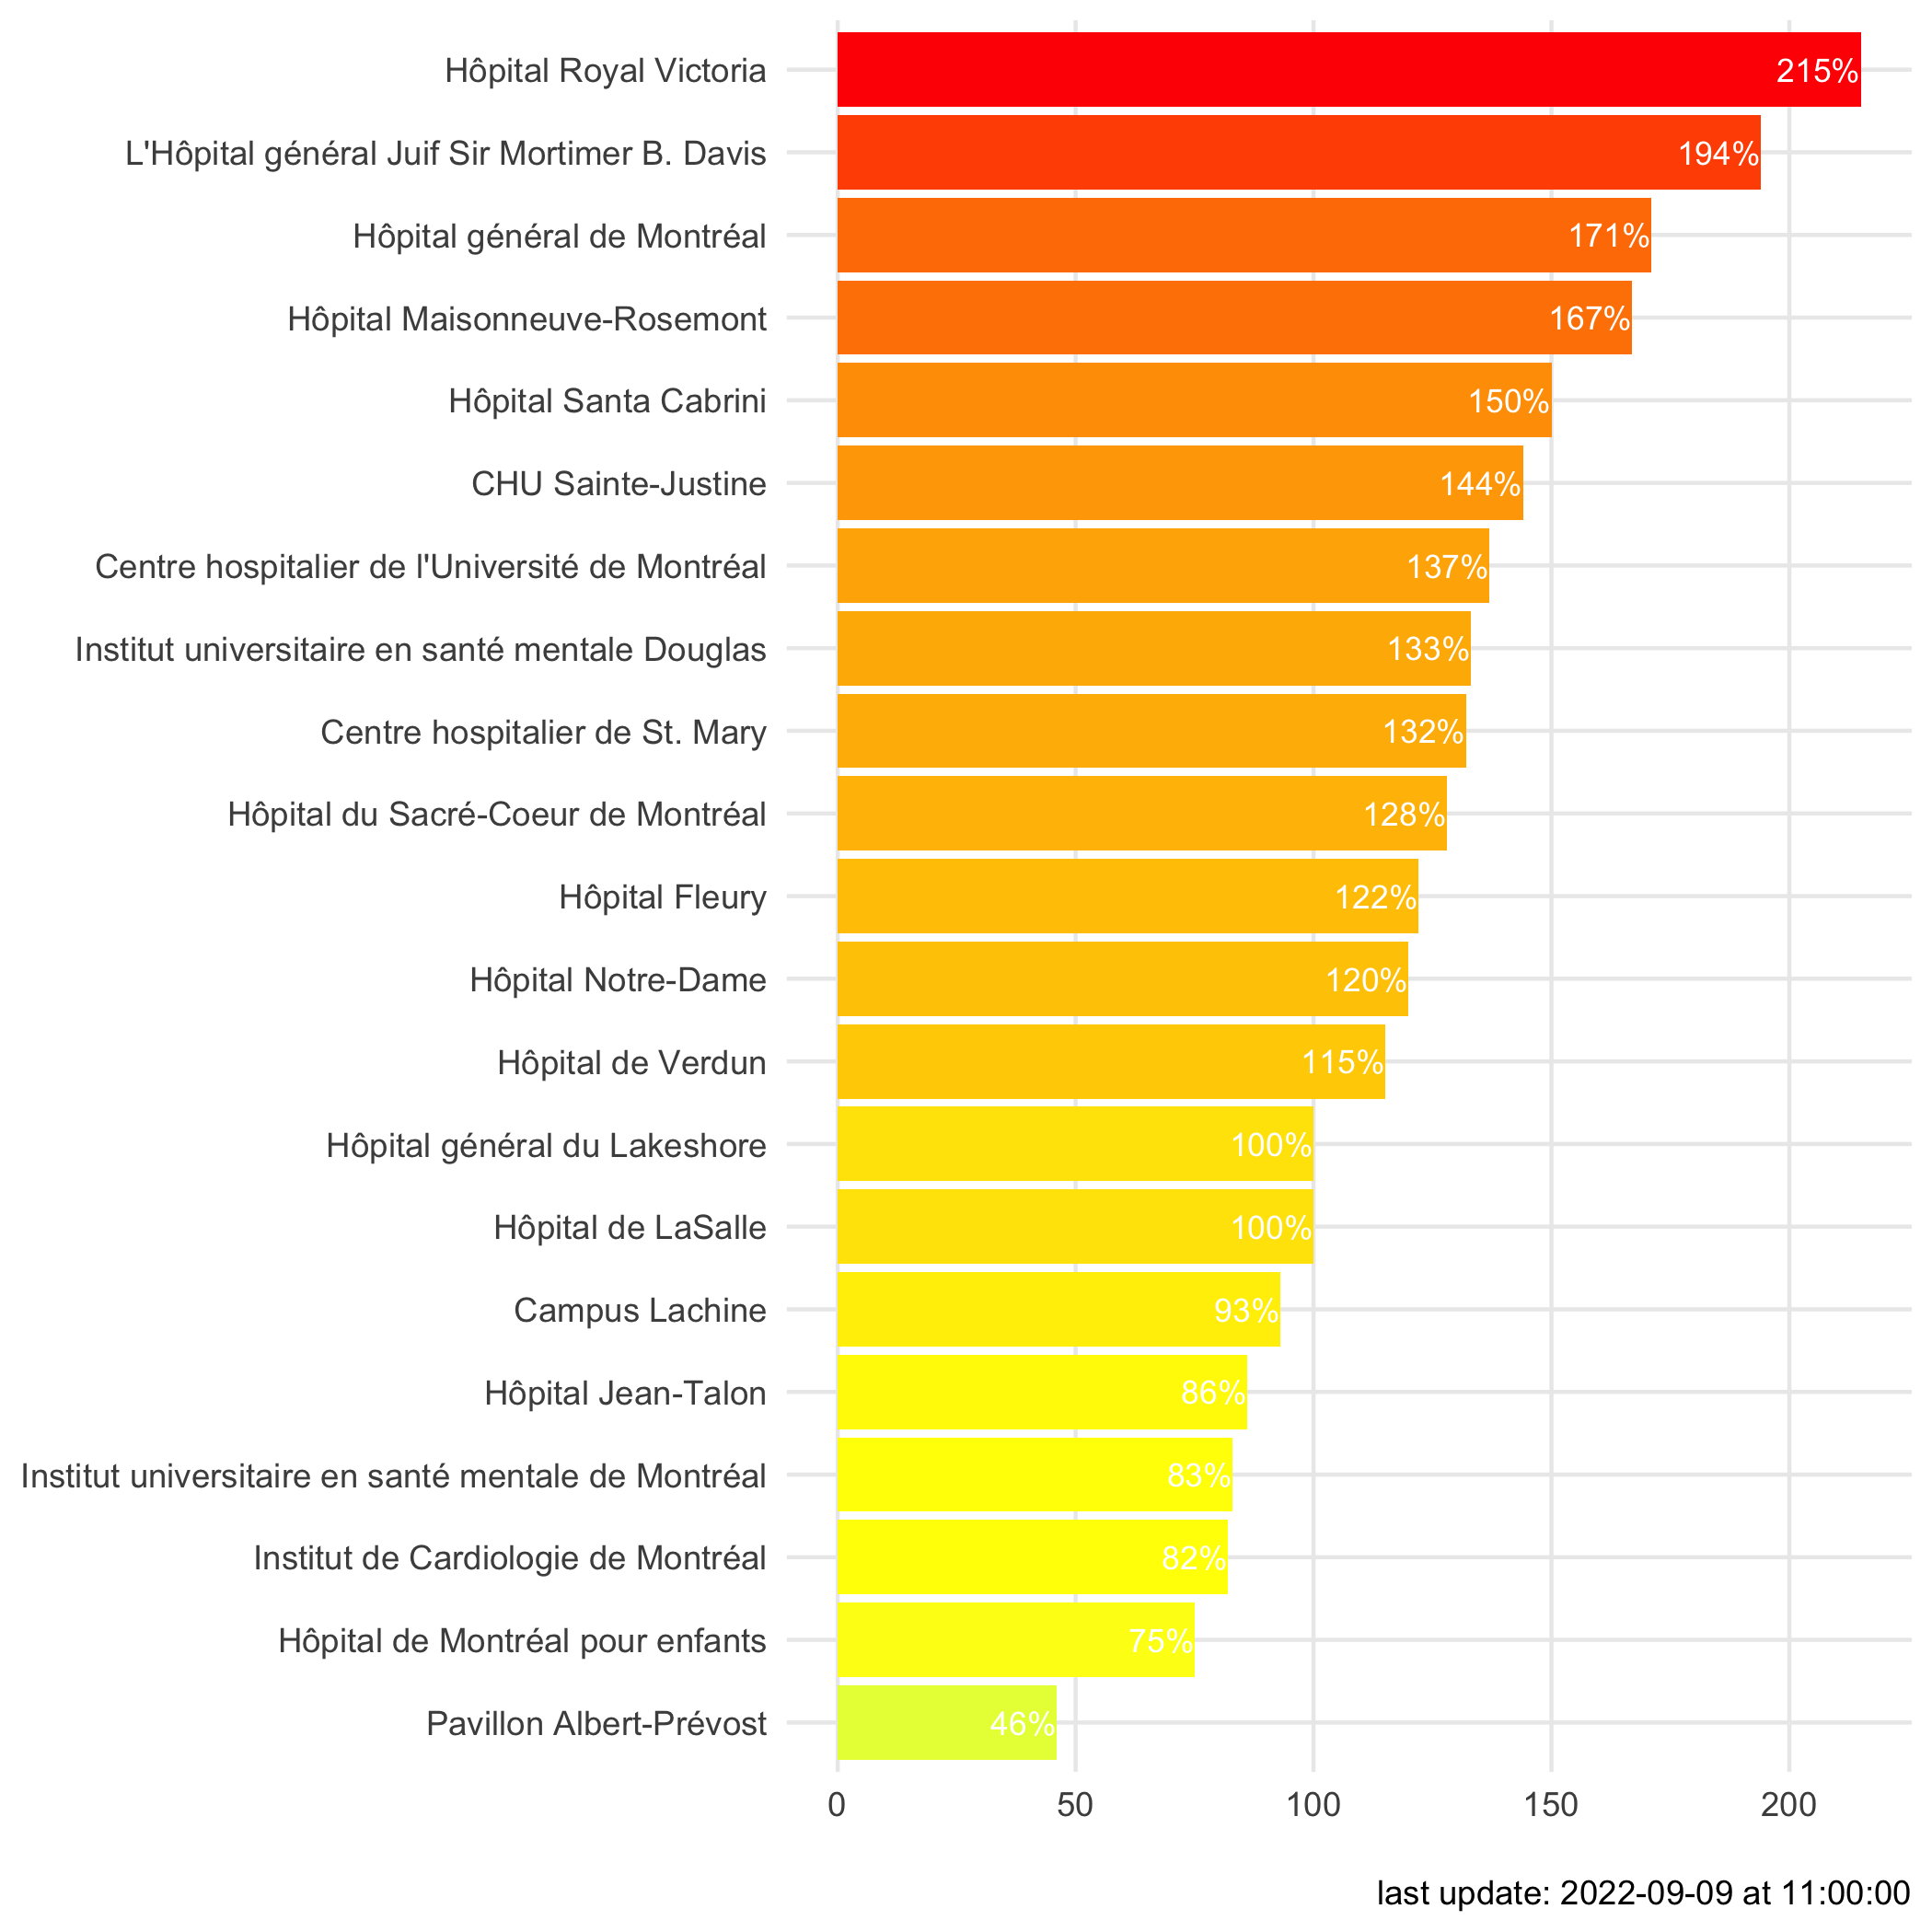 Hôpital Royal Victoria 215%
L'Hôpital général Juif Sir Mortimer B. Davis 194%
Hôpital général de Montréal 171%
Hôpital Maisonneuve-Rosemont 167%
Hôpital Santa Cabrini 150%
CHU Sainte-Justine 144%
Centre hospitalier de l'Université de Montréal 137%
Institut universitaire en santé mentale Douglas 133%
Centre hospitalier de St. Mary 132%
Hôpital du Sacré-Coeur de Montréal 128%
Hôpital Fleury 122%
Hôpital Notre-Dame 120%
Hôpital de Verdun 115%
Hôpital général du Lakeshore 100%
Hôpital de LaSalle 100%
Campus Lachine 93%
Hôpital Jean-Talon 86%
Institut universitaire en santé mentale de Montréal 83%
Institut de Cardiologie de Montréal 82%
Hôpital de Montréal pour enfants 75%
Pavillon Albert-Prévost 46%
0 50 100 150 200
last update: 2022-09-09 at 11:00:00